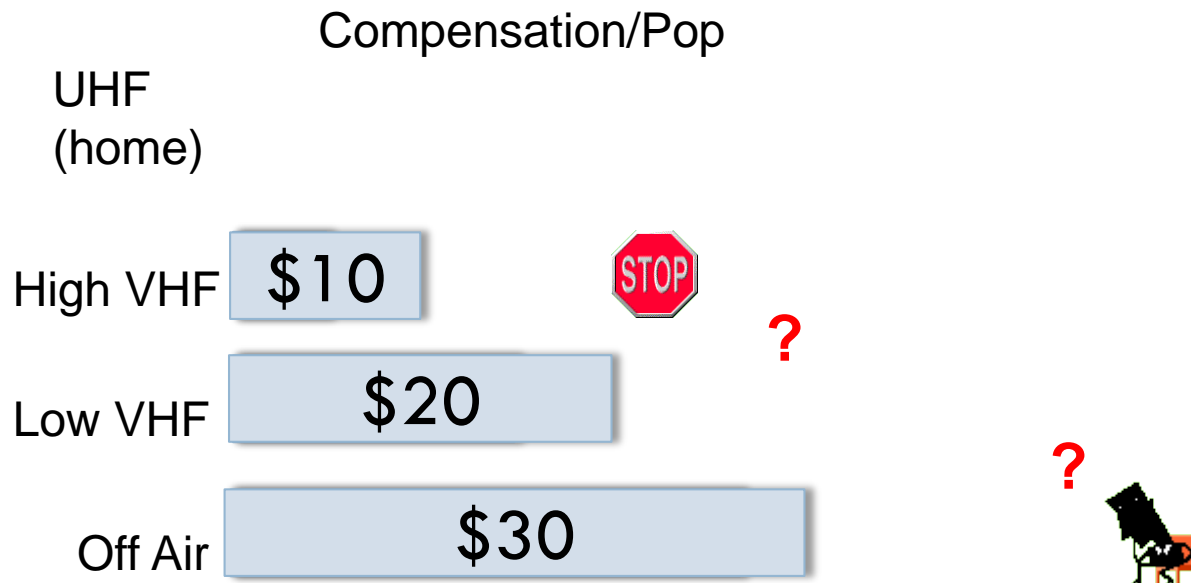 Compensation/Pop
UHF
(home)
High VHF
$10
STOP
?
Low VHF
$20
?
Off Air
$30